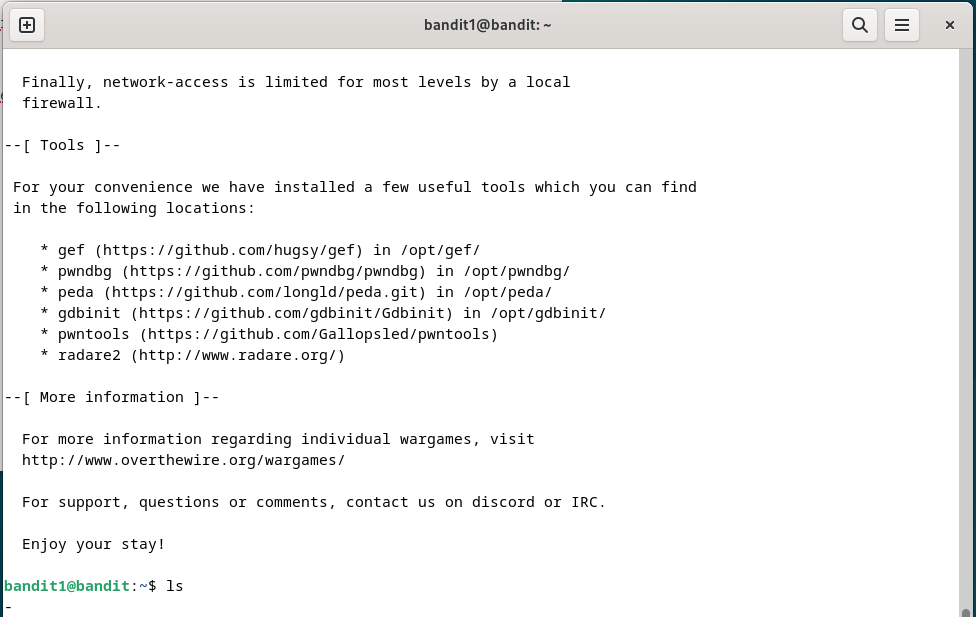 bandit1@bandit: ~
Finally, network-access is limited for most levels by a local
firewall.
--[ Tools ]--
For your convenience we have installed a few useful tools which you can find
in the following locations:
* gef (https://github.com/hugsy/gef) in /opt/gef/
* pwndbg (https://github.com/pwndbg/pwndbg) in /opt/pwndbg/
* peda (https://github.com/longld/peda.git) in /opt/peda/
* gdbinit (https://github.com/gdbinit/Gdbinit) in /opt/gdbinit/
* pwntools (https://github.com/Gallopsled/pwntools)
* radare2 (http://www.radare.org/)
--[ More information ]--
For more information regarding individual wargames, visit
http://www.overthewire.org/wargames/
For support, questions or comments, contact us on discord or IRC.
Enjoy your stay!
bandit1@bandit:~$ ls
-